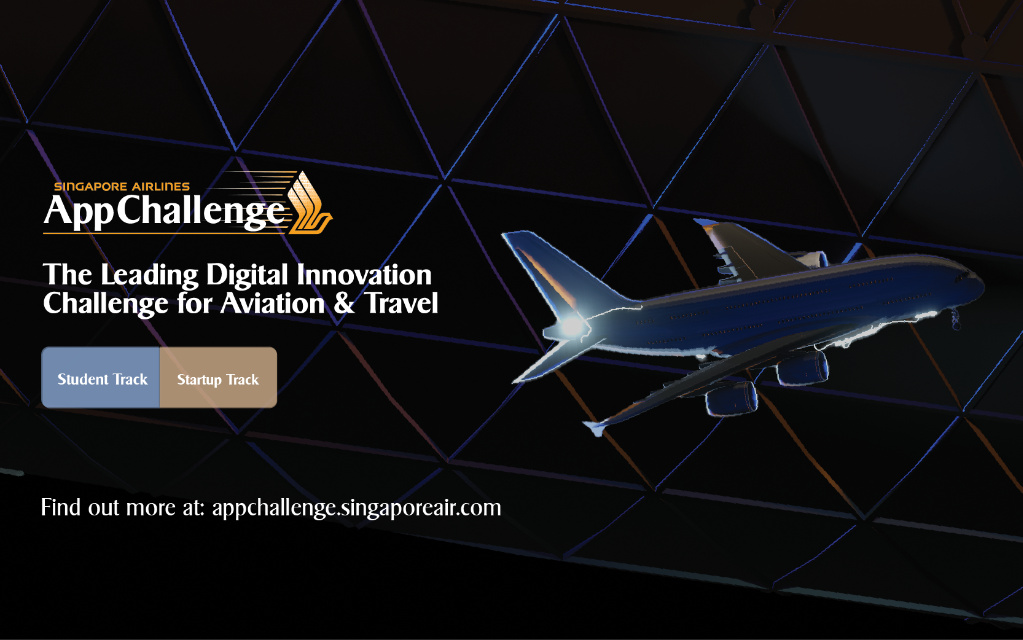 SINGAPORE AIRLINES
AppChallenge
The Leading Digital Innovation
Challenge for Aviation & Travel
Student Track
Startup Track
Find out more at: appchallenge.singaporeair.com